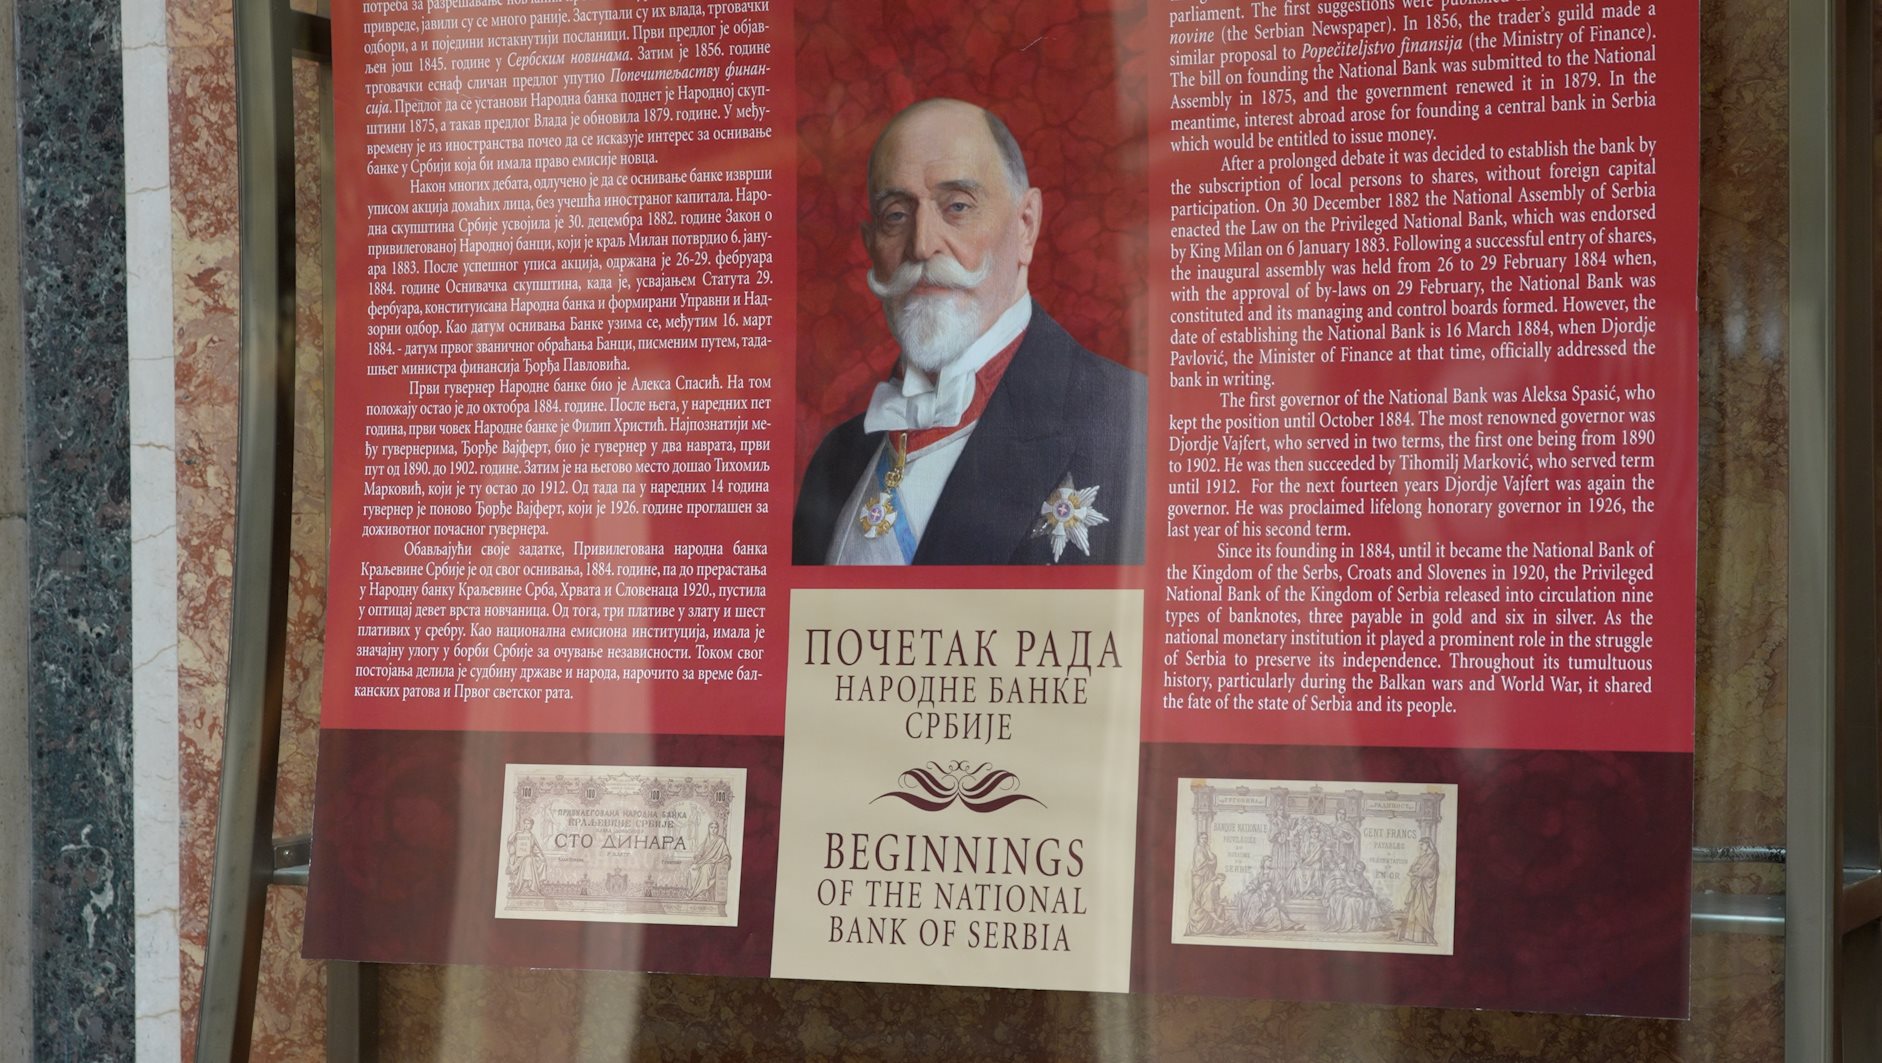 потреба за разрешавање
привреде, јавили су се много раније. Заступали су их влада, трговачки
одбори, а и поједини истакнутији посланици. Први предлог је објав-
љен још 1845. године у Сербским новинама. Затим је 1856. године
трговачки еснаф сличан предлог упутио Попечитељству финан-
сија. Предлог да се установи Народна банка поднет је Народној скуп-
штини 1875, а такав предлог Влада је обновила 1879. године. У међу-
времену је из иностранства почео да се исказује интерес за оснивање
банке у Србији која би имала право емисије новца.
Након многих дебата, одлучено је да се оснивање банке изврши
уписом акција домаћих лица, без учешћа иностраног капитала. Наро-
дна скупштина Србије усвојила је 30. децембра 1882. године Закон о
привилегованој Народној банци, који је краљ Милан потврдио 6. јану-
ара 1883. После успешног уписа акција, одржана је 26-29. фебруара
1884. године Оснивачка скупштина, када је, усвајањем Статута 29.
фербуара, конституисана Народна банка и формирани Управни и Над-
зорни одбор. Као датум оснивања Банке узима се, међутим 16. март
1884. - датум првог званичног обраћања Банци, писменим путем, тада-
шњег министра финансија Ђорђа Павловића.
Први гувернер Народне банке био је Алекса Спасић. На том
положају остао је до октобра 1884. године. После њега, у наредних пет
година, први човек Народне банке је Филип Христић. Најпознатији ме-
ђу гувернерима, Ђорђе Вајферт, био је гувернер у два наврата, први
пут од 1890. до 1902. године. Затим је на његово место дошао Тихомиљ
Марковић, који је ту остао до 1912. Од тада па у наредних 14 година
гувернер је поново Ђорђе Вајферт, који је 1926. године проглашен за
доживотног почасног гувернера.
Обављајући своје задатке, Привилегована народна банка
Краљевине Србије је од свог оснивања, 1884. године, па до прерастања
у Народну банку Краљевине Срба, Хрвата и Словенаца 1920., пустила
у оптицај девет врста новчаница. Од тога, три плативе у злату и шест
плативих у сребру. Као национална емисиона институција, имала је
значајну улогу у борби Србије за очување независности. Током свог
постојања делила је судбину државе и народа, нарочито за време бал-
канских ратова и Првог светског рата.
parliament. The first suggestions were published
novine (the Serbian Newspaper). In 1856, the trader's guild made a
similar proposal to Popečiteljstvo finansija (the Ministry of Finance).
The bill on founding the National Bank was submitted to the National
Assembly in 1875, and the government renewed it in 1879. In the
meantime, interest abroad arose for founding a central bank in Serbia
which would be entitled to issue money.
After a prolonged debate it was decided to establish the bank by
the subscription of local persons to shares, without foreign capital
participation. On 30 December 1882 the National Assembly of Serbia
enacted the Law on the Privileged National Bank, which was endorsed
by King Milan on 6 January 1883. Following a successful entry of shares,
the inaugural assembly was held from 26 to 29 February 1884 when,
with the approval of by-laws on 29 February, the National Bank was
constituted and its managing and control boards formed. However, the
date of establishing the National Bank is 16 March 1884, when Djordje
Pavlović, the Minister of Finance at that time, officially addressed the
bank in writing.
The first governor of the National Bank was Aleksa Spasić, who
kept the position until October 1884. The most renowned governor was
Djordje Vajfert, who served in two terms, the first one being from 1890
to 1902. He was then succeeded by Tihomilj Marković, who served term
until 1912. For the next fourteen years Djordje Vajfert was again the
governor. He was proclaimed lifelong honorary governor in 1926, the
last year of his second term.
Since its founding in 1884, until it became the National Bank of
the Kingdom of the Serbs, Croats and Slovenes in 1920, the Privileged
National Bank of the Kingdom of Serbia released into circulation nine
types of banknotes, three payable in gold and six in silver. As the
national monetary institution it played a prominent role in the struggle
of Serbia to preserve its independence. Throughout its tumultuous
history, particularly during the Balkan wars and World War, it shared
the fate of the state of Serbia and its people.
ПОЧЕТАК РАДА
НАРОДНЕ БАНКЕ
СРБИЈЕ
BEGINNINGS
OF THE NATIONAL
BANK OF SERBIA
100 100 100 100
ПРИВИЛЕГОВАНА НАРОДНА БАНКА
КРАЉЕВИНЕ СРБИЈЕ
СТО ДИНАРА
BANQUE NATIONALE
PRIVILÉGIÉE
DU
ROYAUME
DE
SERBIE
CENT FRANCS
PAYABLES
À
PRÉSENTATION
EN OR